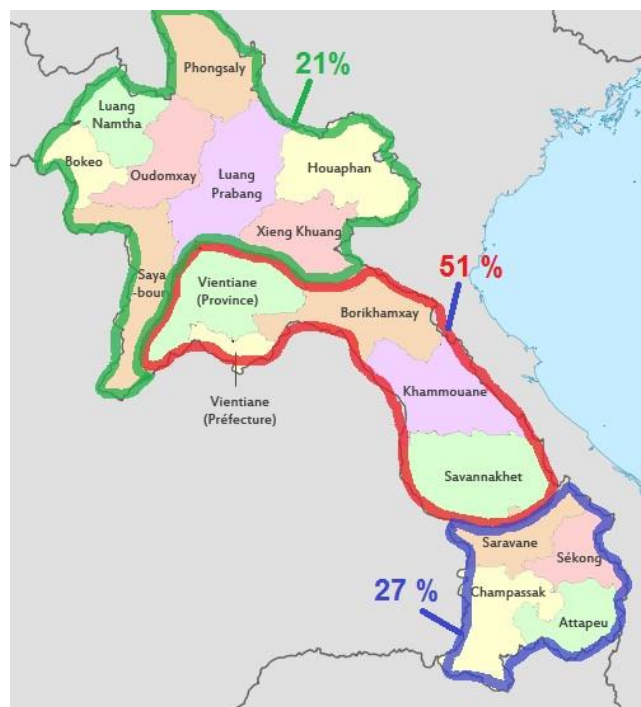 Phongsaly
21%
Luang
Namtha
Bokeo
Oudomxay
Luang
Prabang
Houaphan
Xieng Khuang
Saya
-bouri
Vientiane
(Province)
51 %
Borikhamxay
Vientiane
(Préfecture)
Khammouane
Savannakhet
Saravane
Sékong
27 %
Champassak
Attapeu